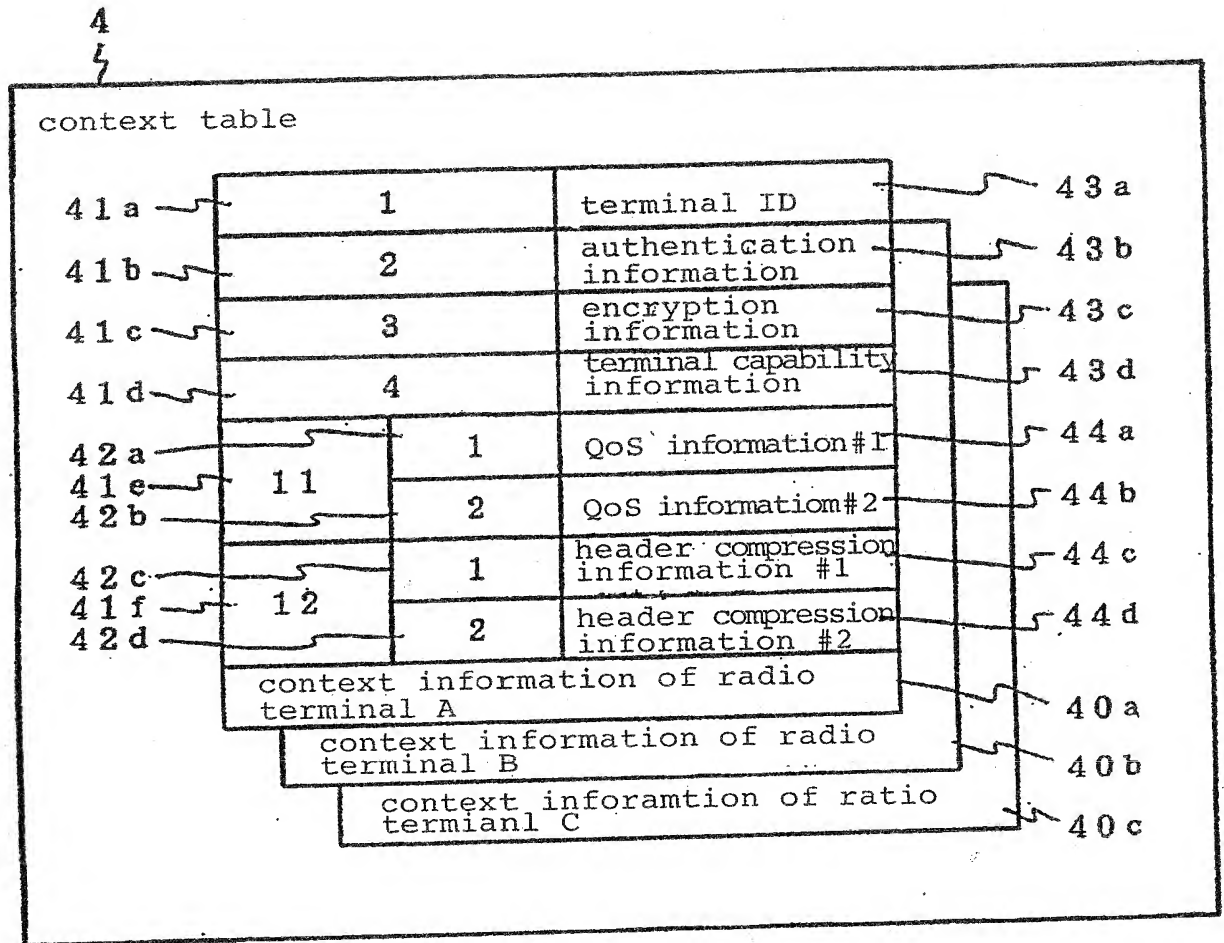 4
context table
41a 1 terminal ID 43a
41b 2 authentication information 43b
41c 3 encryption information 43c
41d 4 terminal capability information 43d
42a 1 QoS information#1 44a
41e 11
42b 2 QoS informatiom#2 44b
42c 1 header compression information #1 44c
41f 12
42d 2 header compression information #2 44d
context information of radio
terminal A 40a
context information of radio
terminal B 40b
context inforamtion of ratio
termianl C 40c